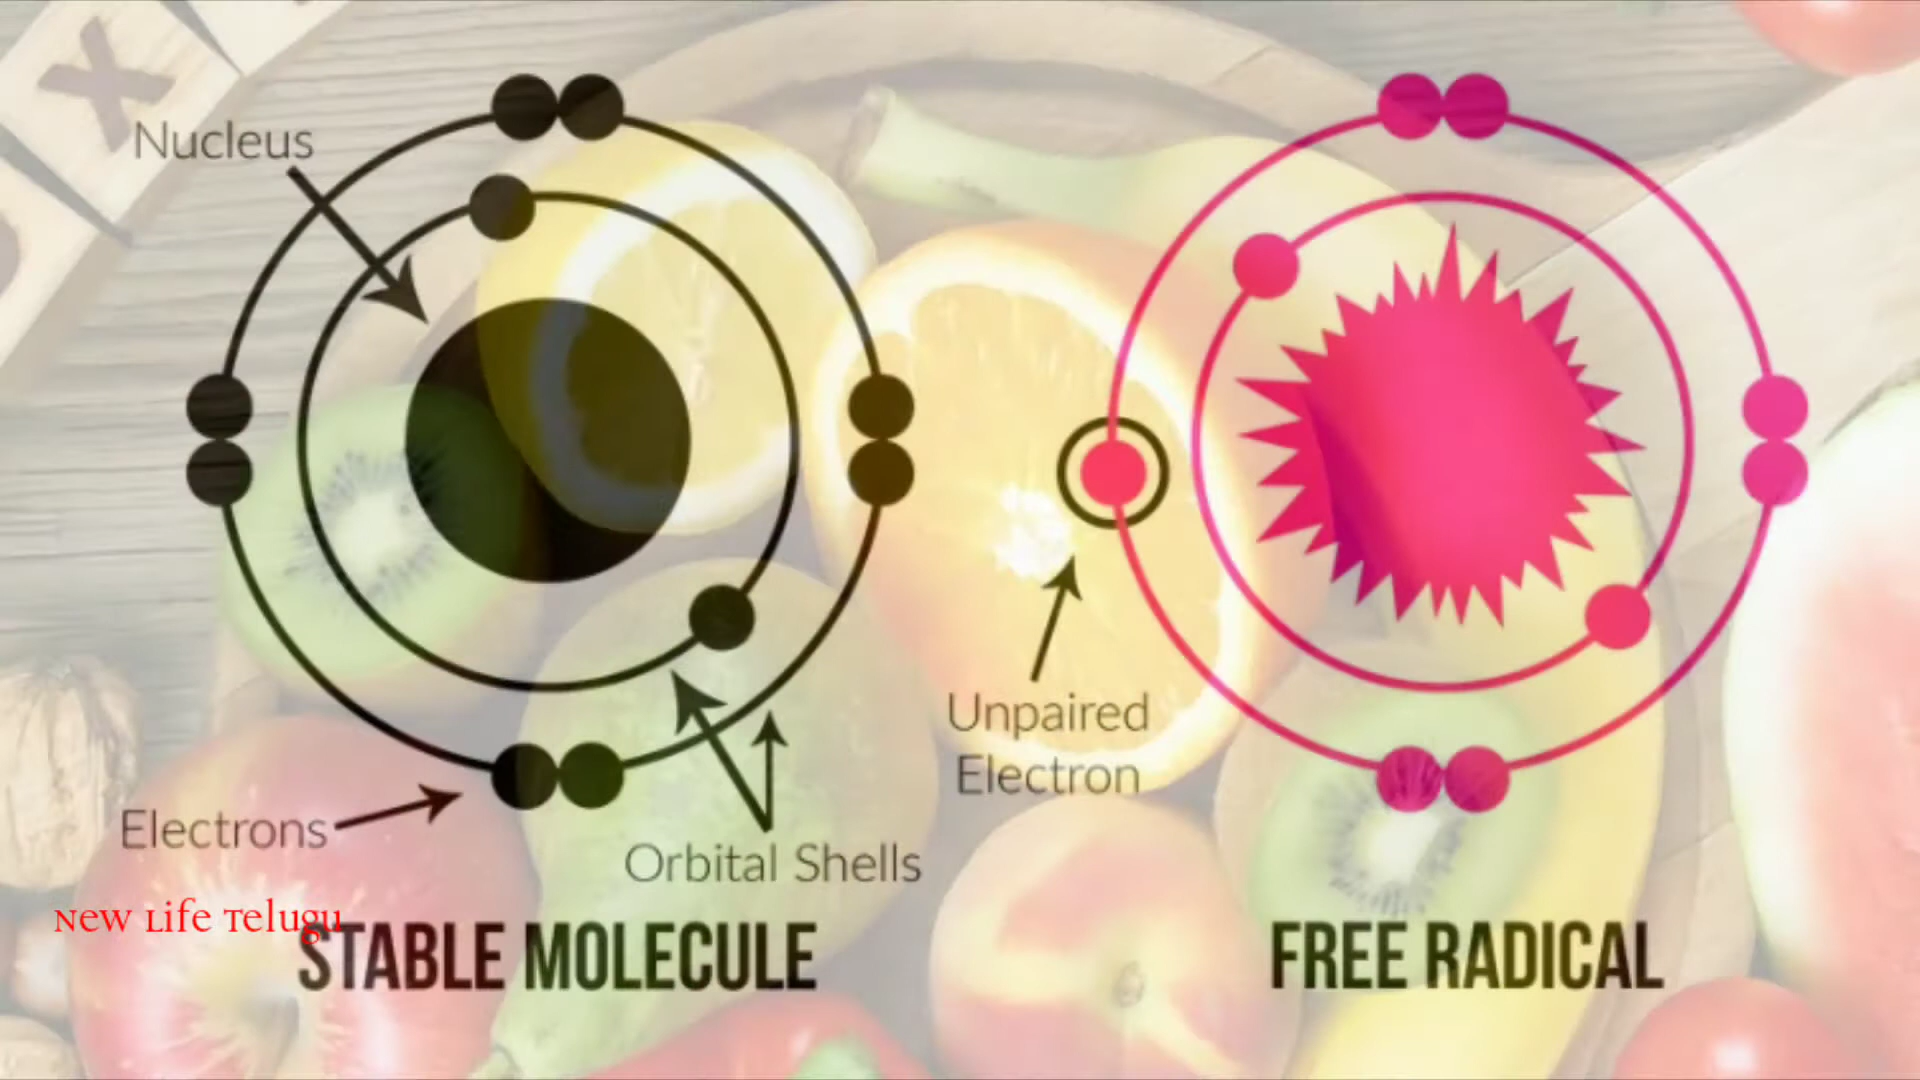 X
Nucleus
Unpaired
Electron
Electrons
Orbital Shells
New Life Telugu
STABLE MOLECULE
FREE RADICAL